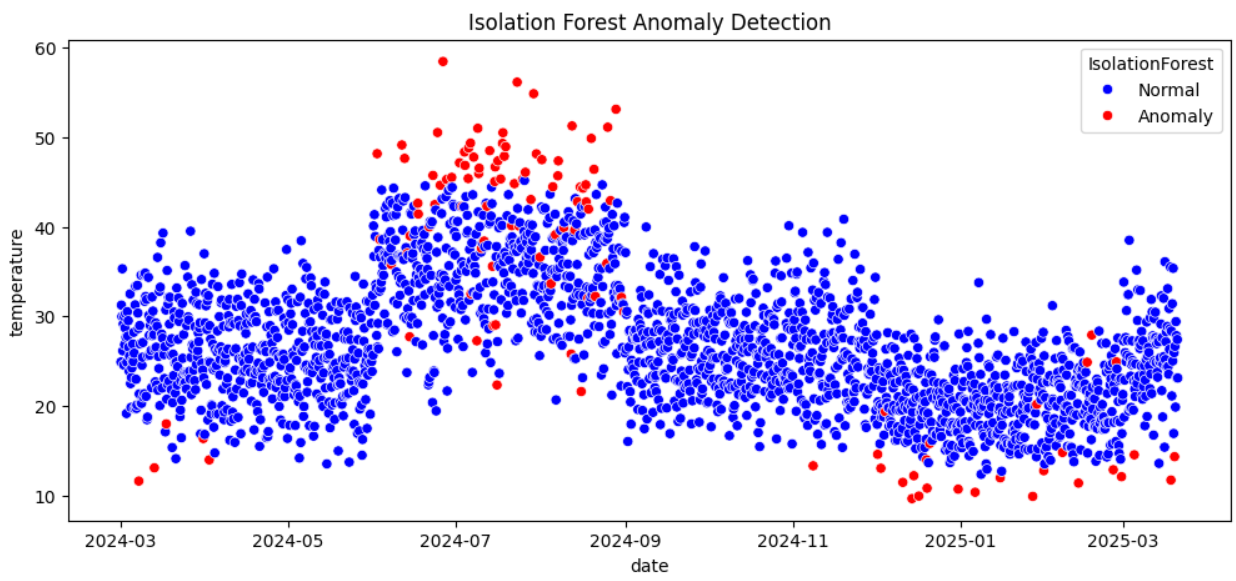 Isolation Forest Anomaly Detection
60
50
40
30
20
10
temperature
IsolationForest
Normal
Anomaly
2024-03
2024-05
2024-07
2024-09
2024-11
2025-01
2025-03
date